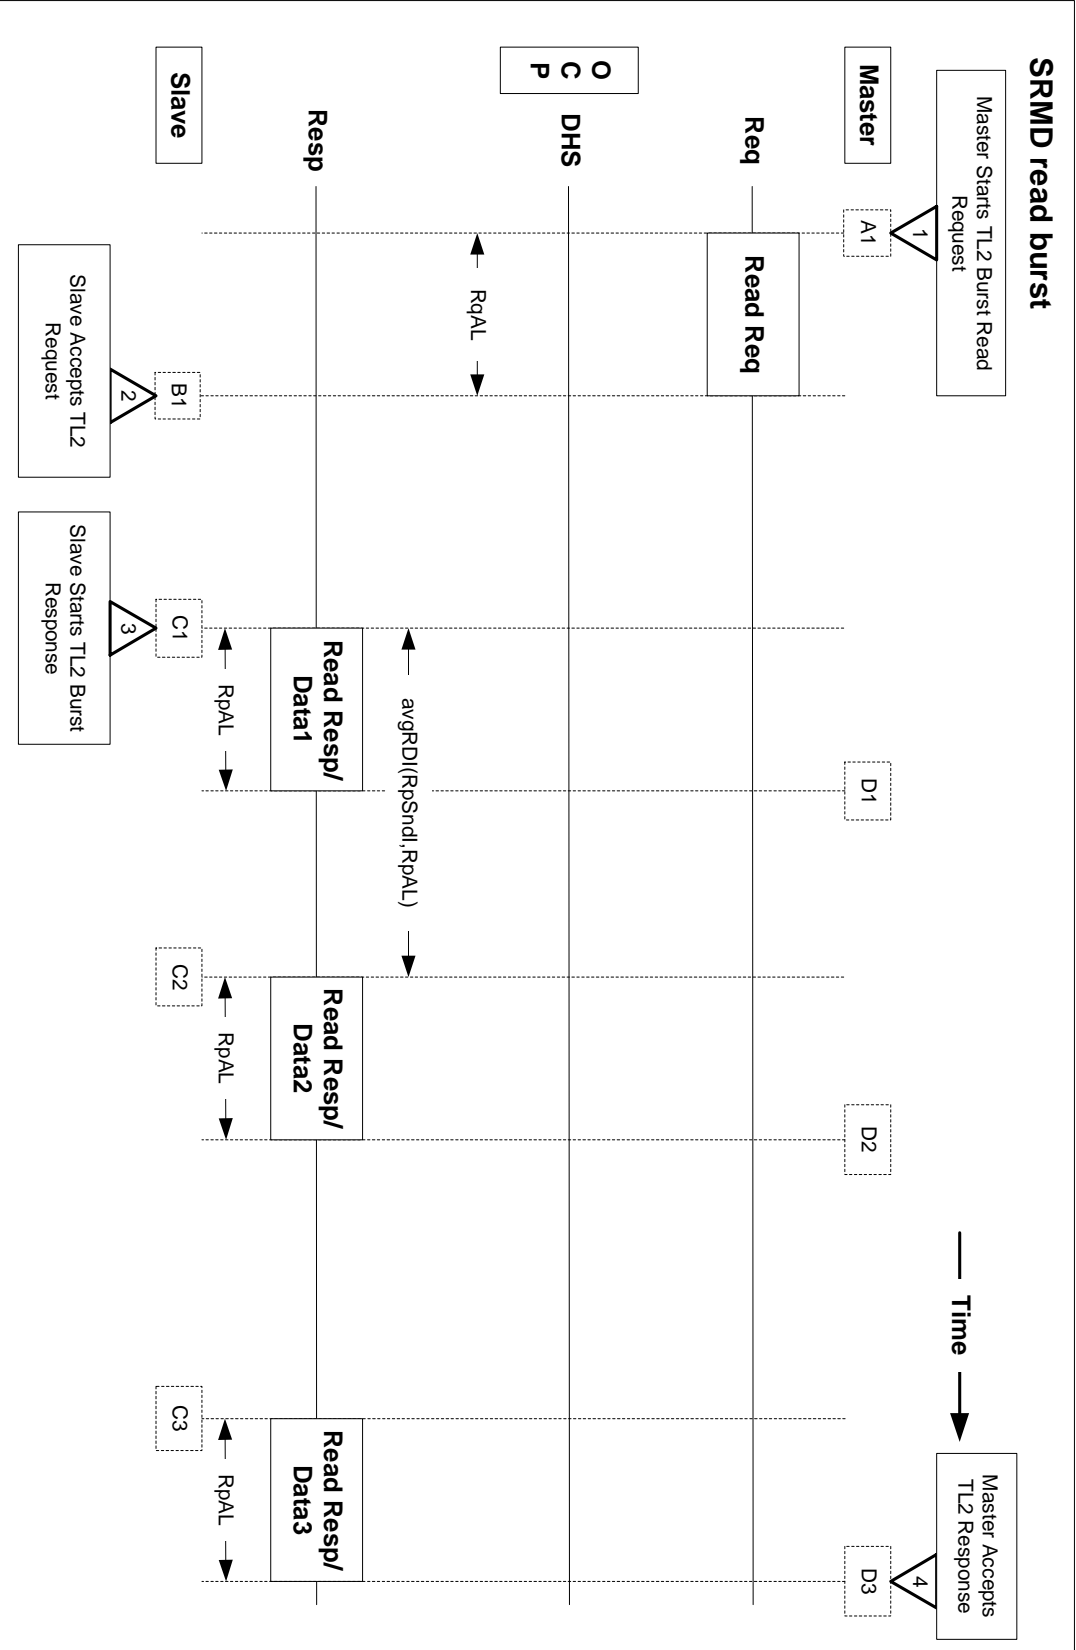 SRMD read burst
Master Starts TL2 Burst Read
Request
1
Time
Master Accepts
TL2 Response
4
Master
A1
D1
D2
D3
Req
Read Req
O
C
P
DHS
RqAL
avgRDI(RpSndI,RpAL)
Resp
Read Resp/
Data1
Read Resp/
Data2
Read Resp/
Data3
RpAL
RpAL
RpAL
Slave
B1
C1
C2
C3
2
Slave Accepts TL2
Request
3
Slave Starts TL2 Burst
Response